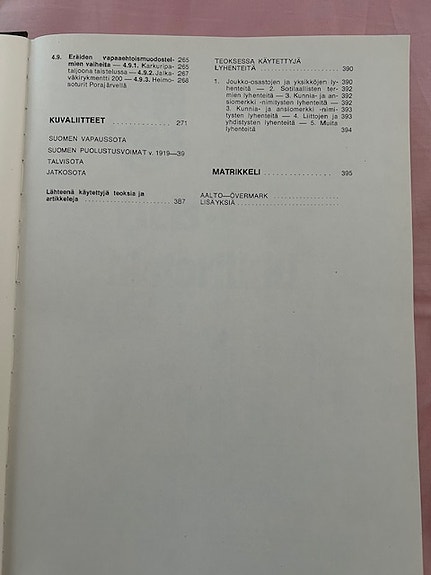 4.9. Eräiden vapaaehtoismuodostel- 265
mien vaiheita — 4.9.1. Karkuripa- 265
taljoona taistelussa — 4.9.2. Jalka- 267
väkirykmentti 200 — 4.9.3. Heimo- 268
soturit Porajärvellä
KUVALIITTEET .............. 271
SUOMEN VAPAUSSOTA
SUOMEN PUOLUSTUSVOIMAT v. 1919—39
TALVISOTA
JATKOSOTA
Lähteenä käytettyjä teoksia ja
artikkeleja .................... 387
TEOKSESSA KÄYTETTYJÄ
LYHENTEITÄ .................... 390
1. Joukko-osastojen ja yksikköjen ly- 390
henteitä — 2. Sotilaallisten ter- 392
mien lyhenteitä — 3. Kunnia- ja an- 392
siomerkki -nimitysten lyhenteitä — 392
3. Kunnia- ja ansiomerkki -nimi- 393
tysten lyhenteitä — 4. Liittojen ja 393
yhdistysten lyhenteitä — 5. Muita
lyhenteitä 394
MATRIKKELI .................... 395
AALTO—ÖVERMARK ....................
LISÄYKSIÄ ....................